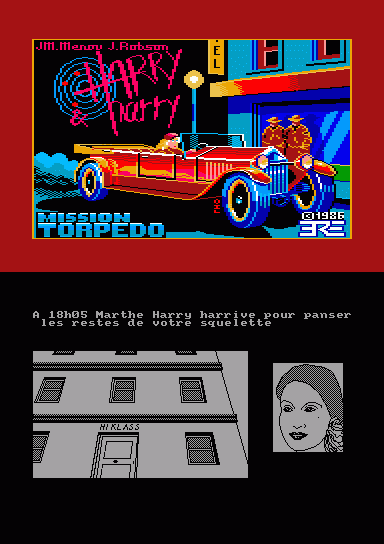 JM.Menou J.Robson
HARRY
& harry
EL
MISSION
TORPEDO
©1986
ERE
A 18h05 Marthe Harry harrive pour panser
les restes de votre squelette
HIKLASS